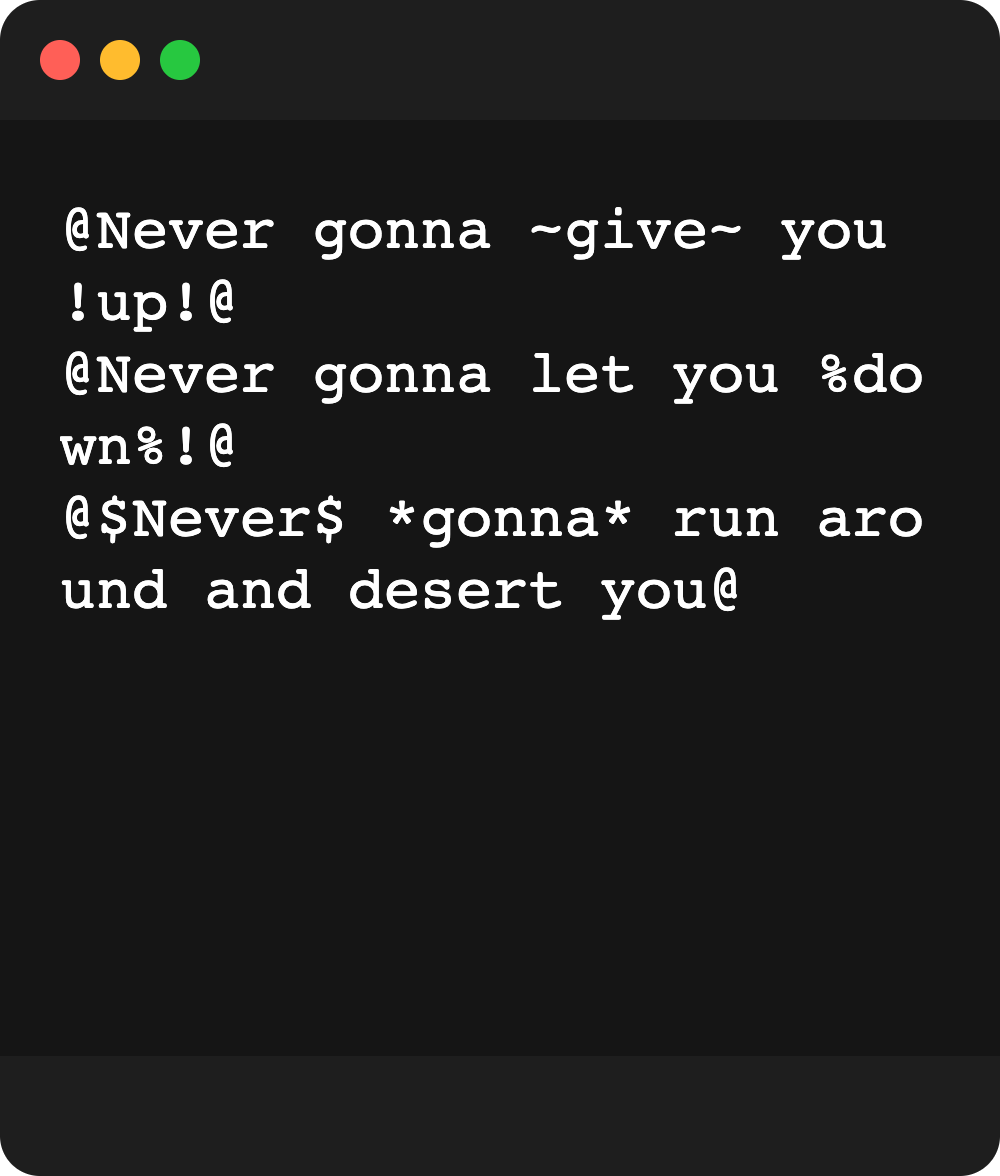 @Never gonna ~give~ you
!up!@
@Never gonna let you %do
wn%!@
@$Never$ *gonna* run aro
und and desert you@